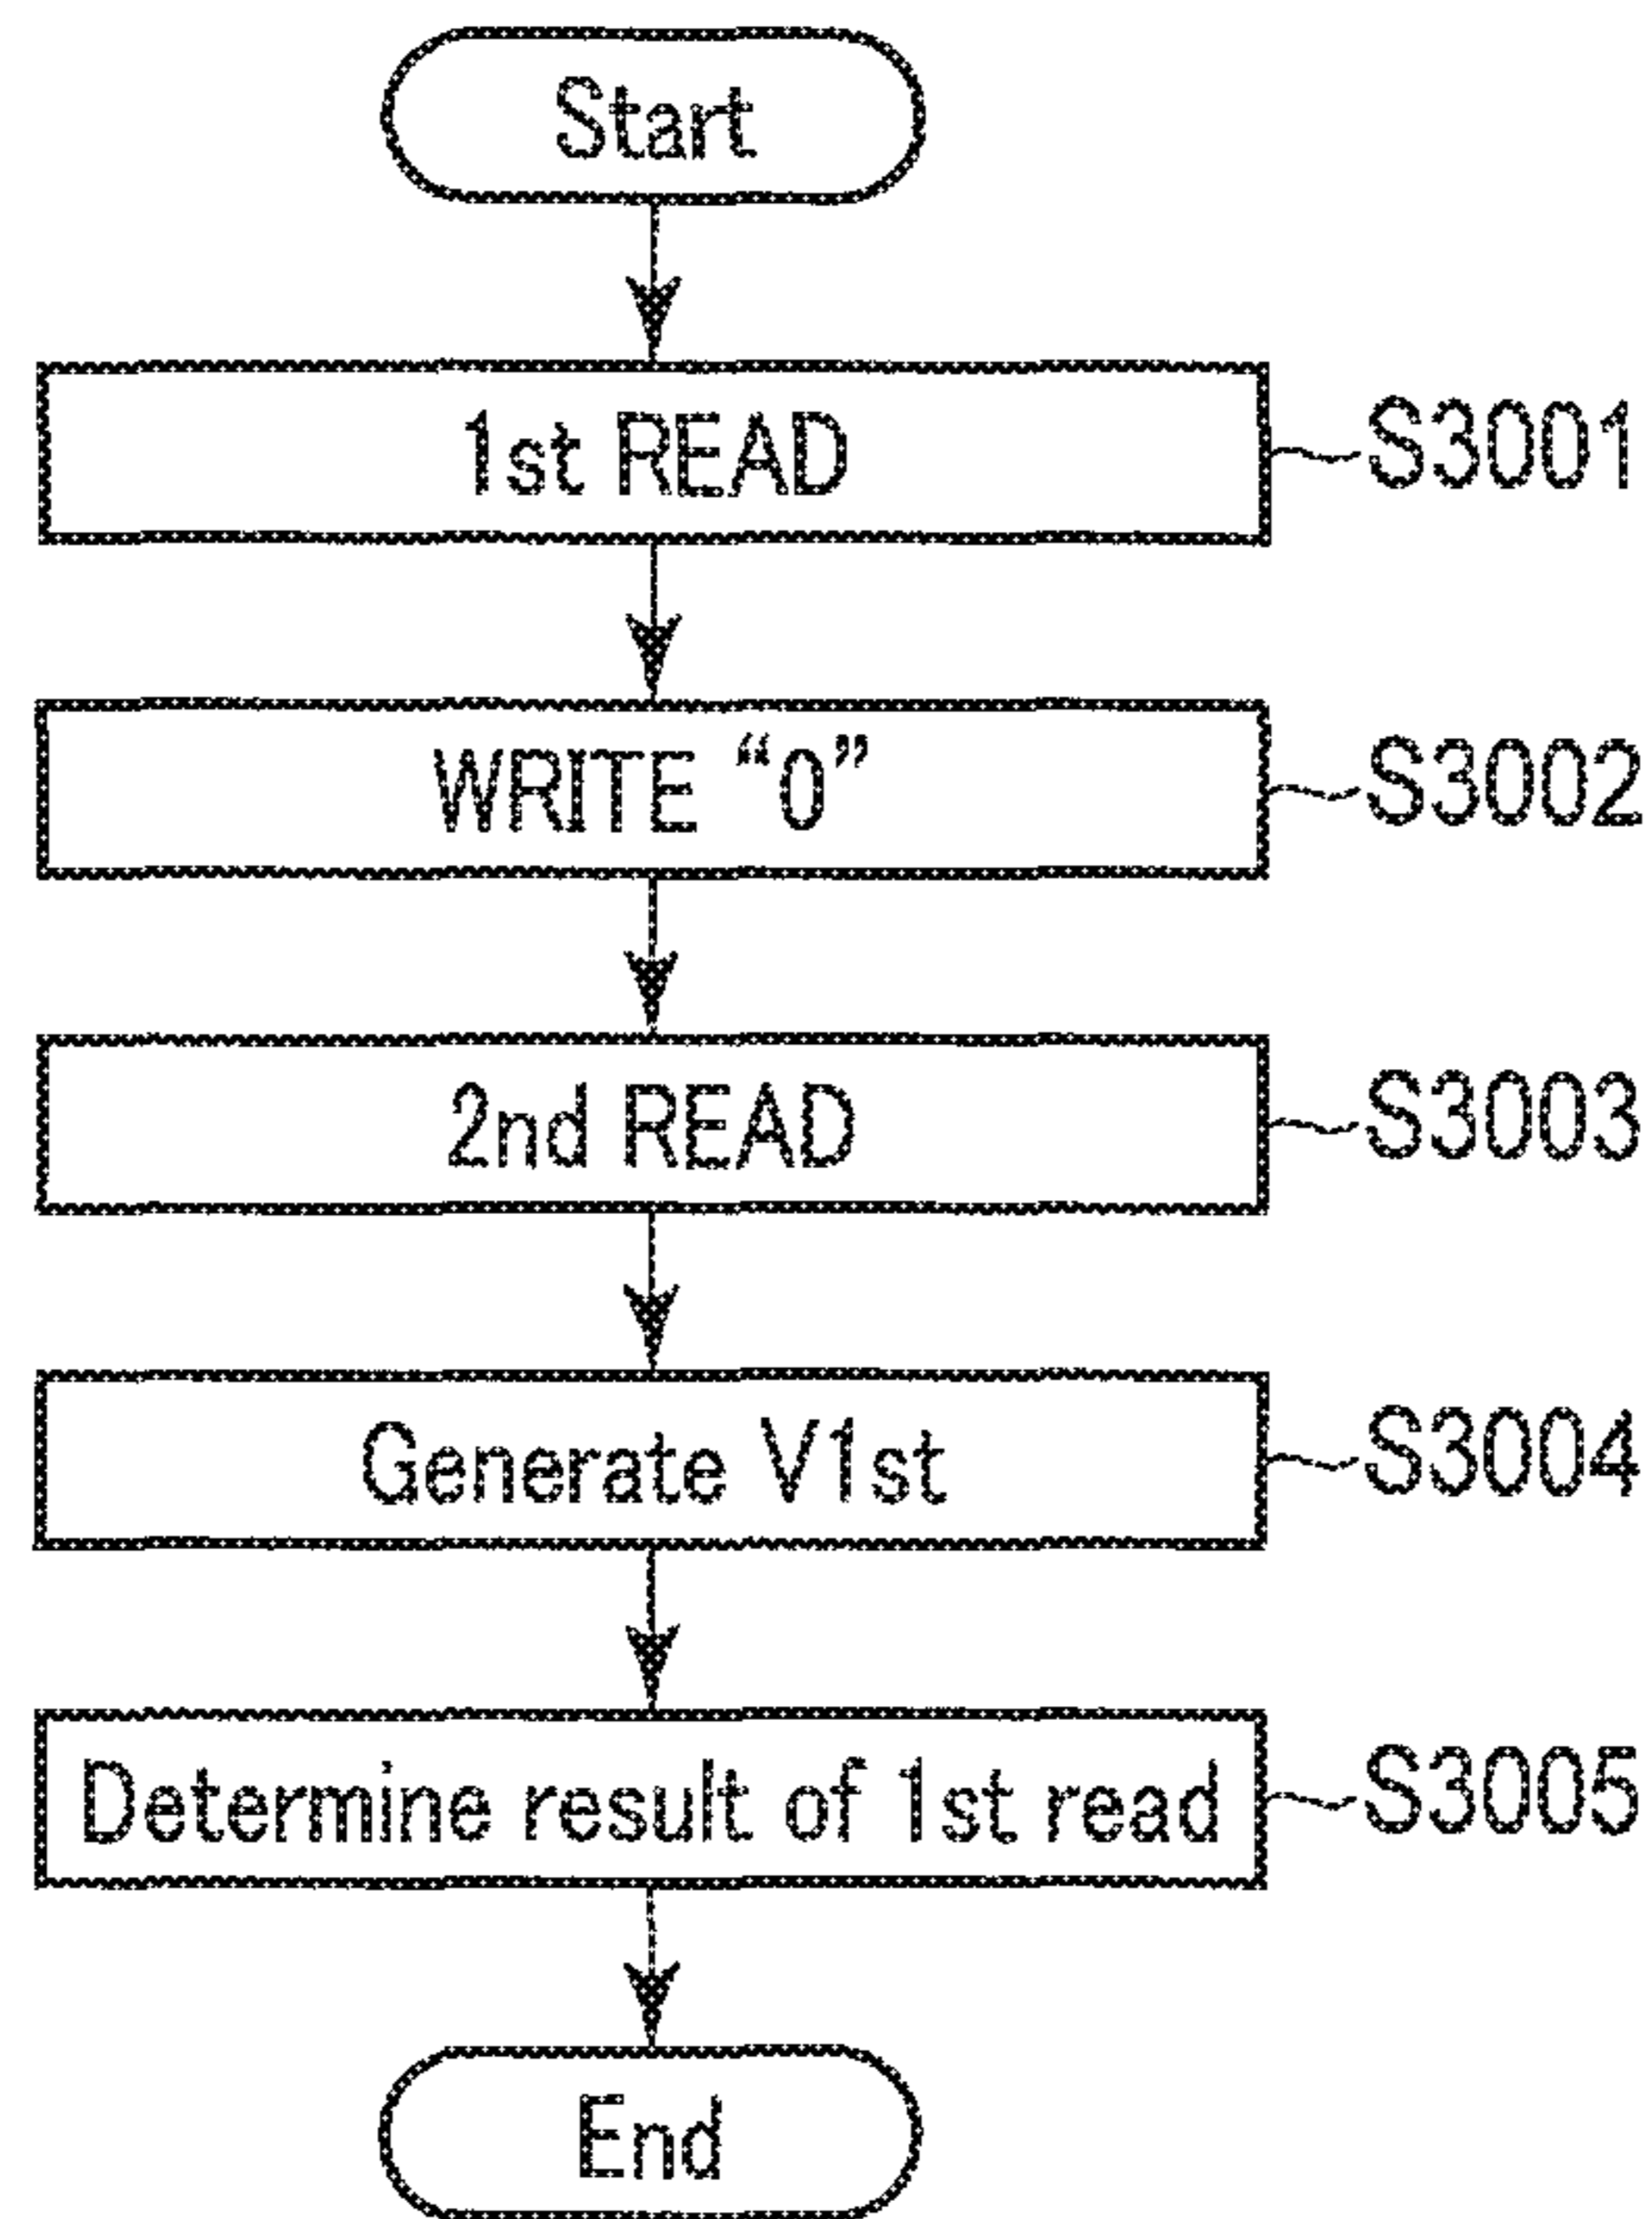 Start
1st READ
S3001
WRITE “0”
S3002
2nd READ
S3003
Generate V1st
S3004
Determine result of 1st read
S3005
End